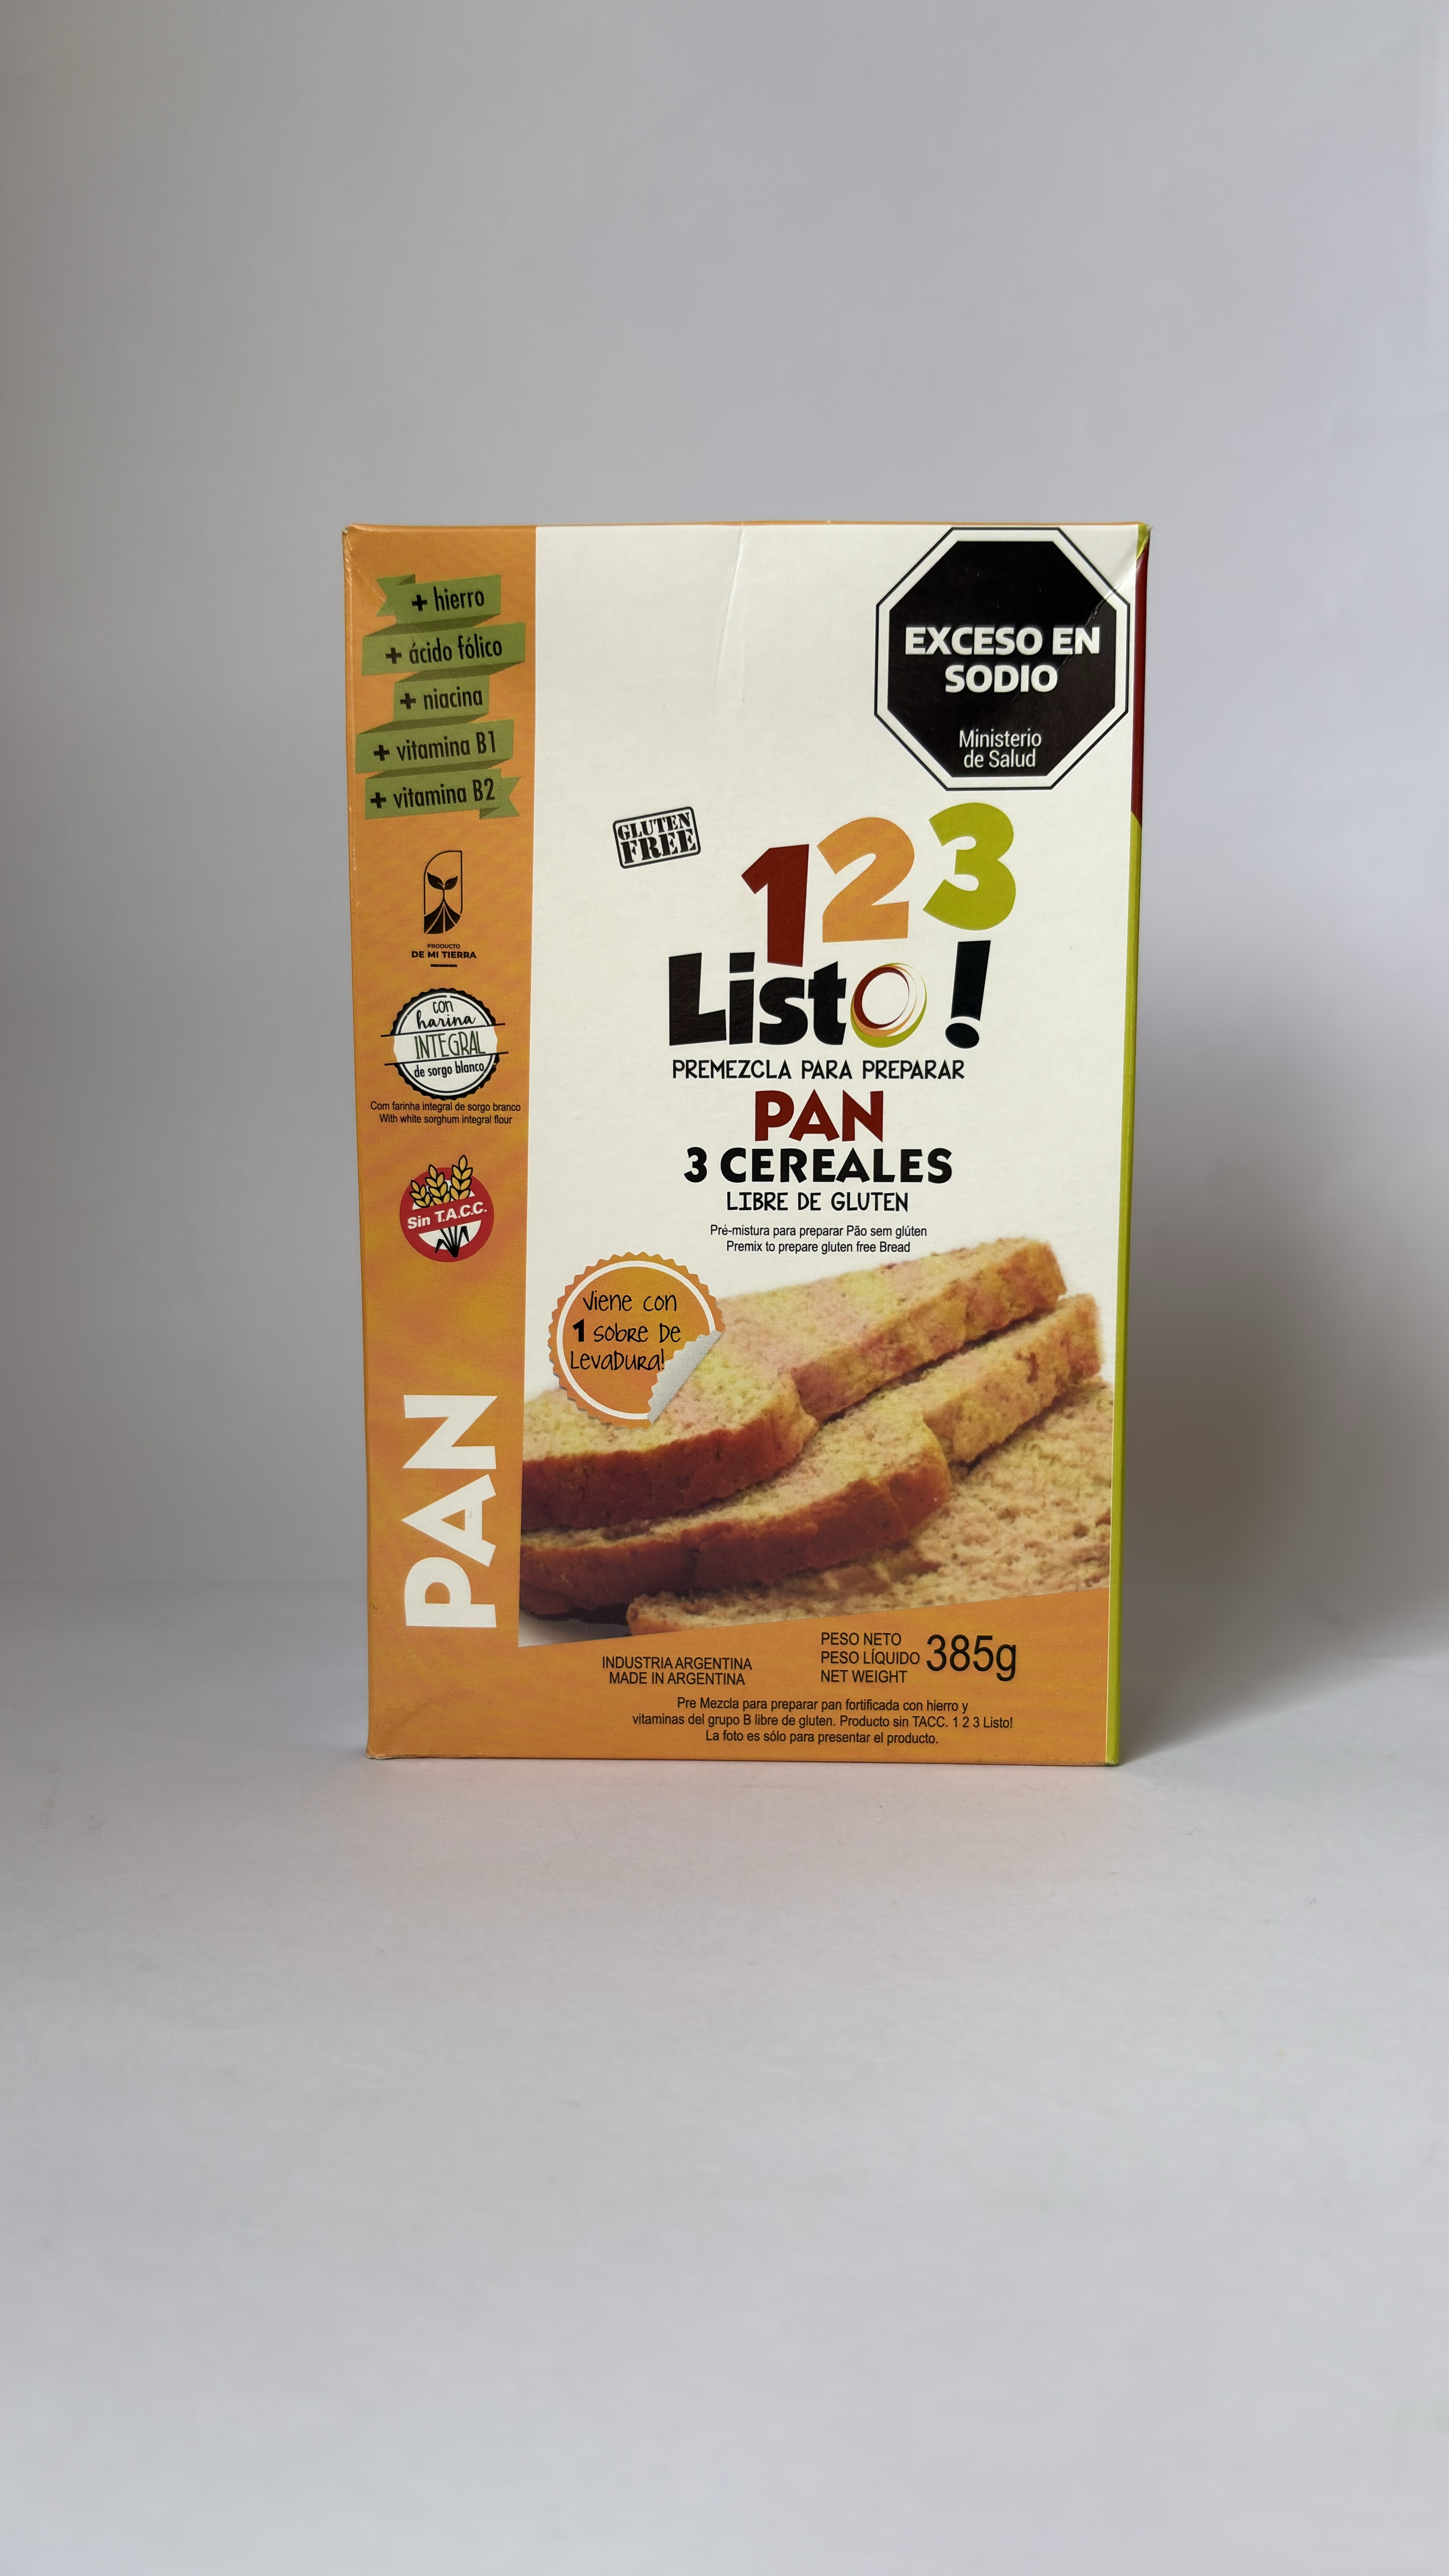 + hierro
+ ácido fólico
+ niacina
+ vitamina B1
+ vitamina B2
PRODUCTO
DE MI TIERRA
con
harina
INTEGRAL
de sorgo blanco
Com farinha integral de sorgo branco
With white sorghum integral flour
Sin T.A.C.C.
PAN
EXCESO EN
SODIO
Ministerio
de Salud
GLUTEN
FREE
123
Listo!
PREMEZCLA PARA PREPARAR
PAN
3 CEREALES
LIBRE DE GLUTEN
Pré-mistura para preparar Pão sem glúten
Premix to prepare gluten free Bread
Viene con
1 sobre de
Levadura!
INDUSTRIA ARGENTINA
MADE IN ARGENTINA
PESO NETO
PESO LÍQUIDO
NET WEIGHT
385g
Pre Mezcla para preparar pan fortificada con hierro y
vitaminas del grupo B libre de gluten. Producto sin TACC. 1 2 3 Listo!
La foto es sólo para presentar el producto.